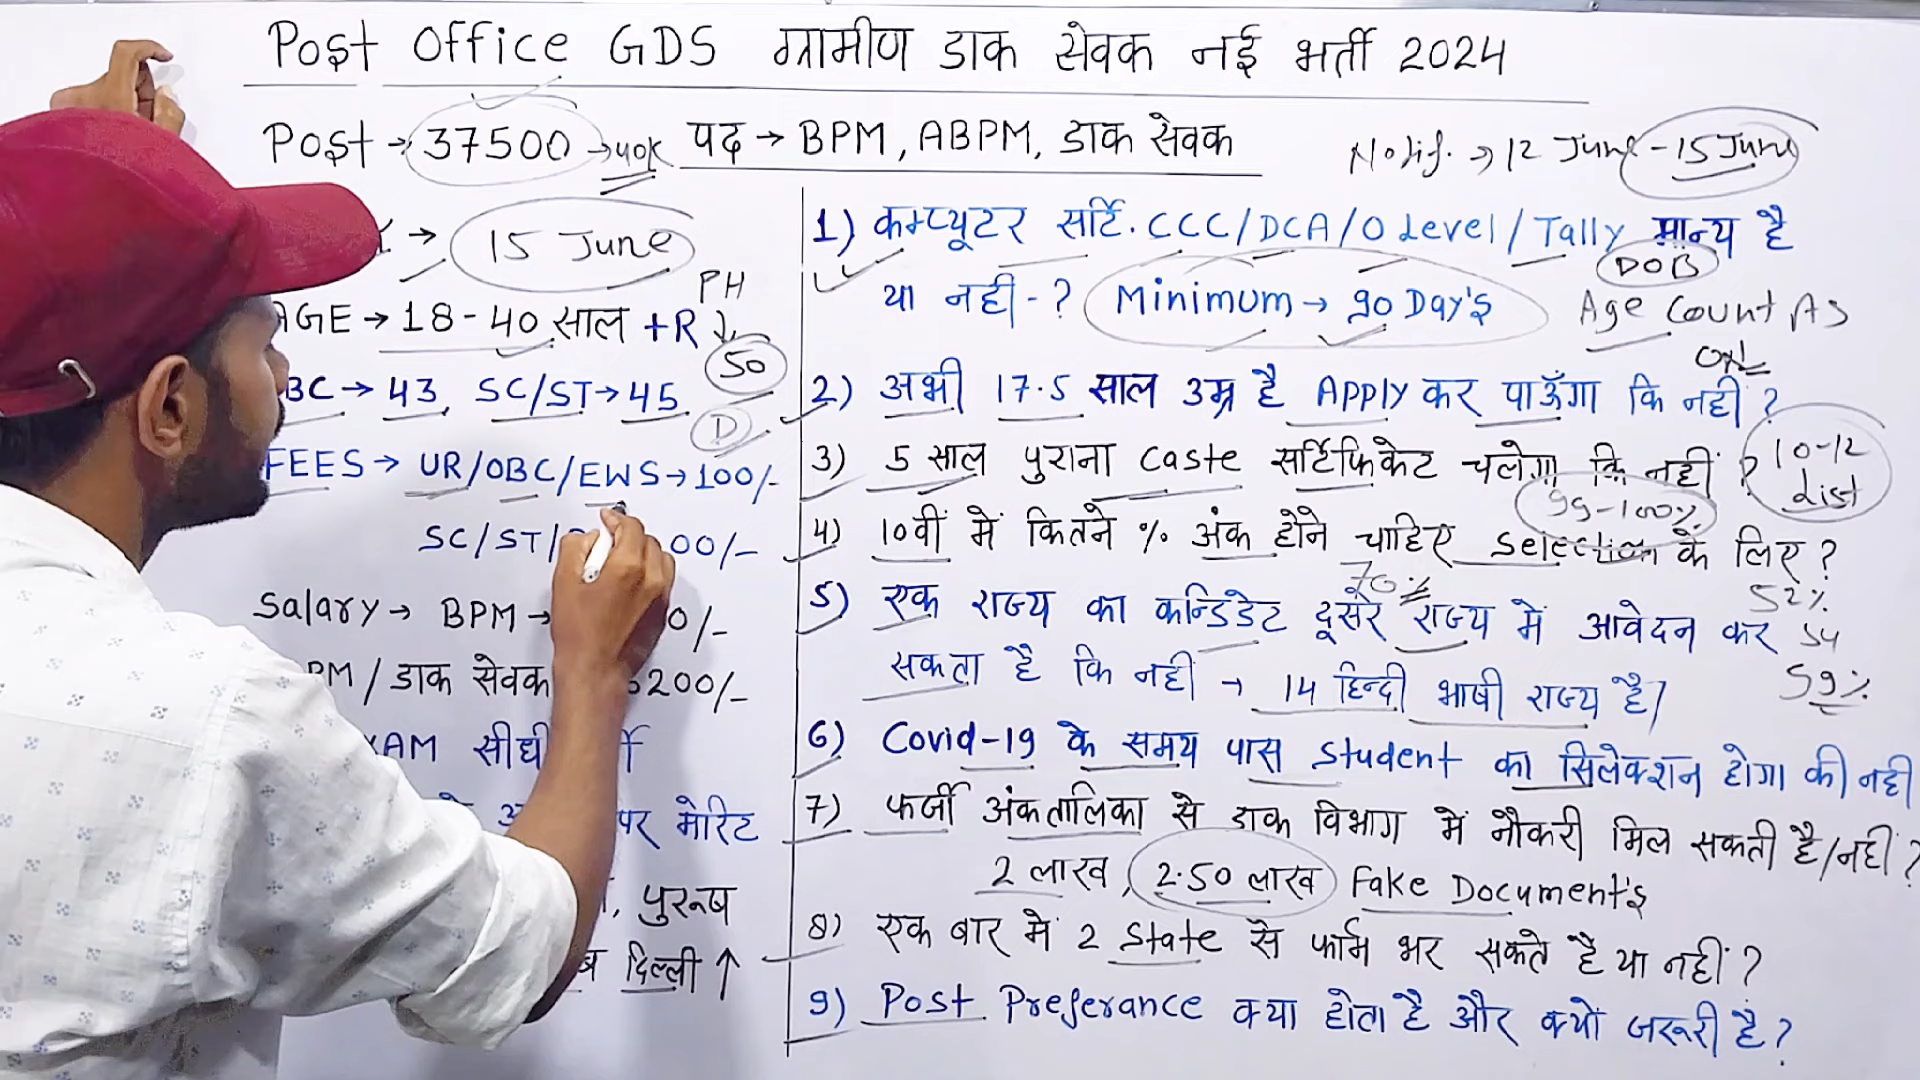 Post Office GDS ग्रामीण डाक सेवक नई भर्ती 2024
Post → 37500 → 40K पद → BPM, ABPM, डाक सेवक
Notif. → 12 June - 15 June
→ 15 June
AGE → 18-40 साल +R
PH
50
D
BC → 43, SC/ST → 45
FEES → UR/OBC/EWS → 100/-
SC/ST/ 00/-
Salary → BPM → 0/-
PM/डाक सेवक 200/-
XAM सीधी
पर मेरिट
, पुरुष
दिल्ली ↑
1) कम्प्यूटर सर्टि. CCC/DCA/O Level/Tally मान्य है
या नही -? Minimum → 90 Day's
DOB
Age Count As
2) अभी 17.5 साल उम्र है Apply कर पाऊँगा कि नही ?
3) 5 साल पुराना Caste सर्टिफिकेट चलेगा कि नहीं ?
10-12
List
99-100%
4) 10वीं में कितने % अंक होने चाहिए Selection के लिए ?
70%
52%
54
59%
5) एक राज्य का कन्डिडेट दूसरे राज्य में आवेदन कर
सकता है कि नही → 14 हिन्दी भाषी राज्य है/
6) Covid-19 के समय पास Student का सिलेक्शन होगा की नही
7) फर्जी अंकतालिका से डाक विभाग में नौकरी मिल सकती है/नहीं ?
2 लाख, 2.50 लाख Fake Document's
8) एक बार में 2 State से फार्म भर सकते है या नहीं ?
9) Post Preferance क्या होता है और क्यों जरूरी है ?